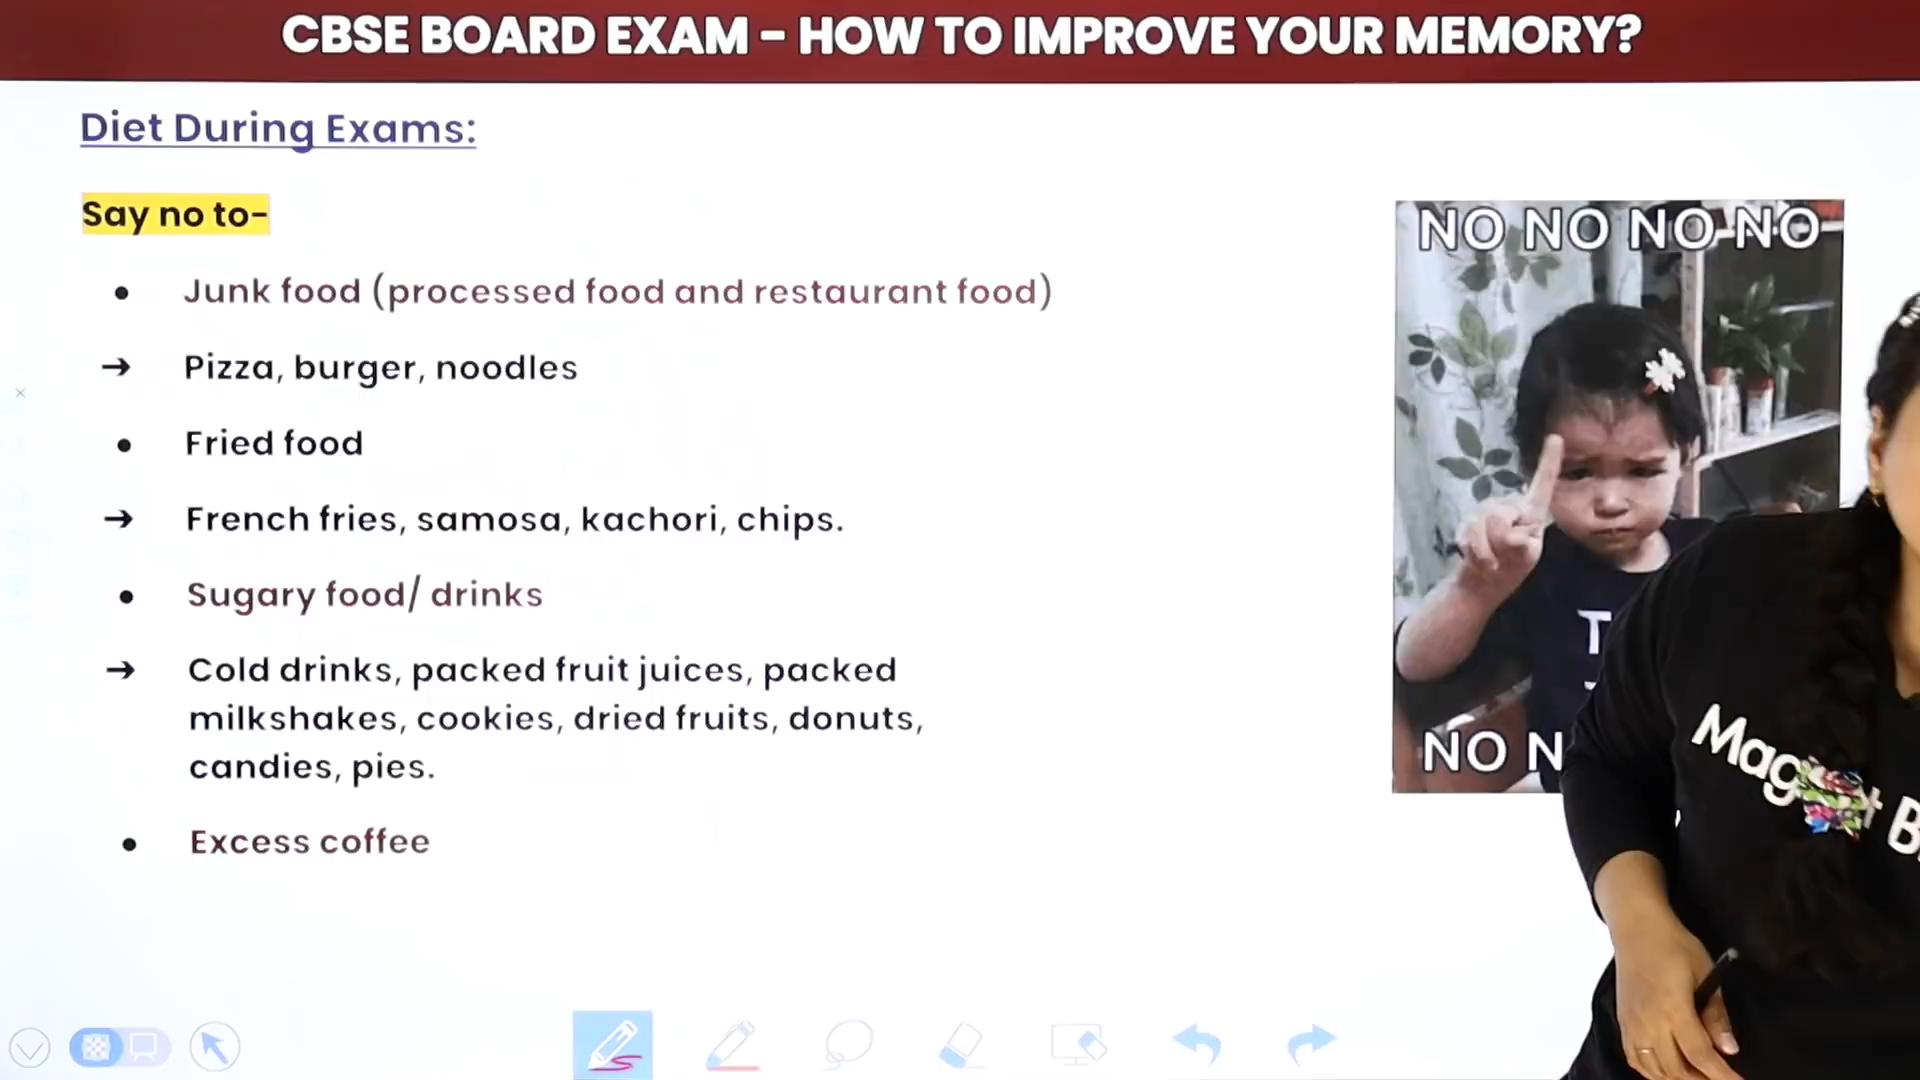 CBSE BOARD EXAM - HOW TO IMPROVE YOUR MEMORY?
Diet During Exams:
Say no to-
● Junk food (processed food and restaurant food)
➔ Pizza, burger, noodles
● Fried food
➔ French fries, samosa, kachori, chips.
● Sugary food/ drinks
➔ Cold drinks, packed fruit juices, packed
milkshakes, cookies, dried fruits, donuts,
candies, pies.
● Excess coffee
NO NO NO NO
T
NO N
Mag t B